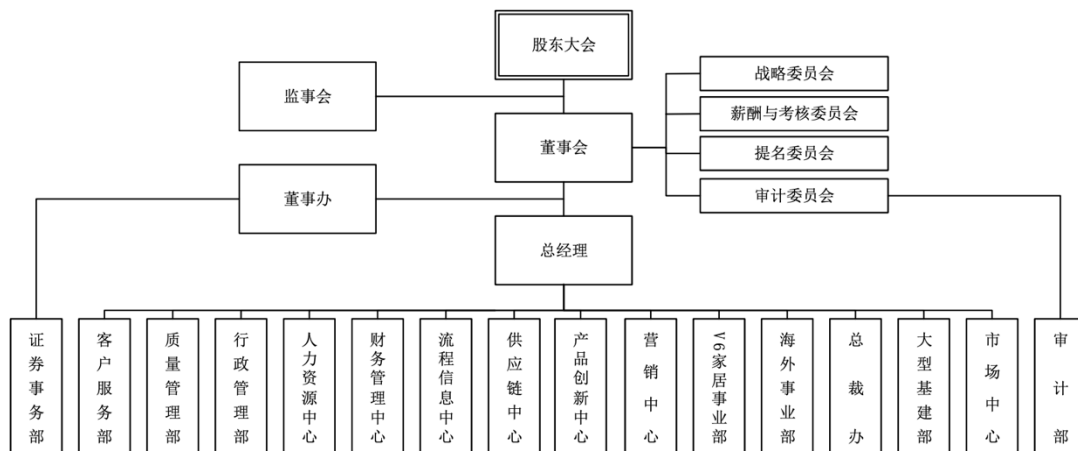 股东大会
监事会
战略委员会
薪酬与考核委员会
董事会
提名委员会
董事办
审计委员会
总经理
证券事务部
客户服务部
质量管理部
行政管理部
人力资源中心
财务管理中心
流程信息中心
供应链中心
产品创新中心
营销中心
V6家居事业部
海外事业部
总裁办
大型基建部
市场中心
审计部